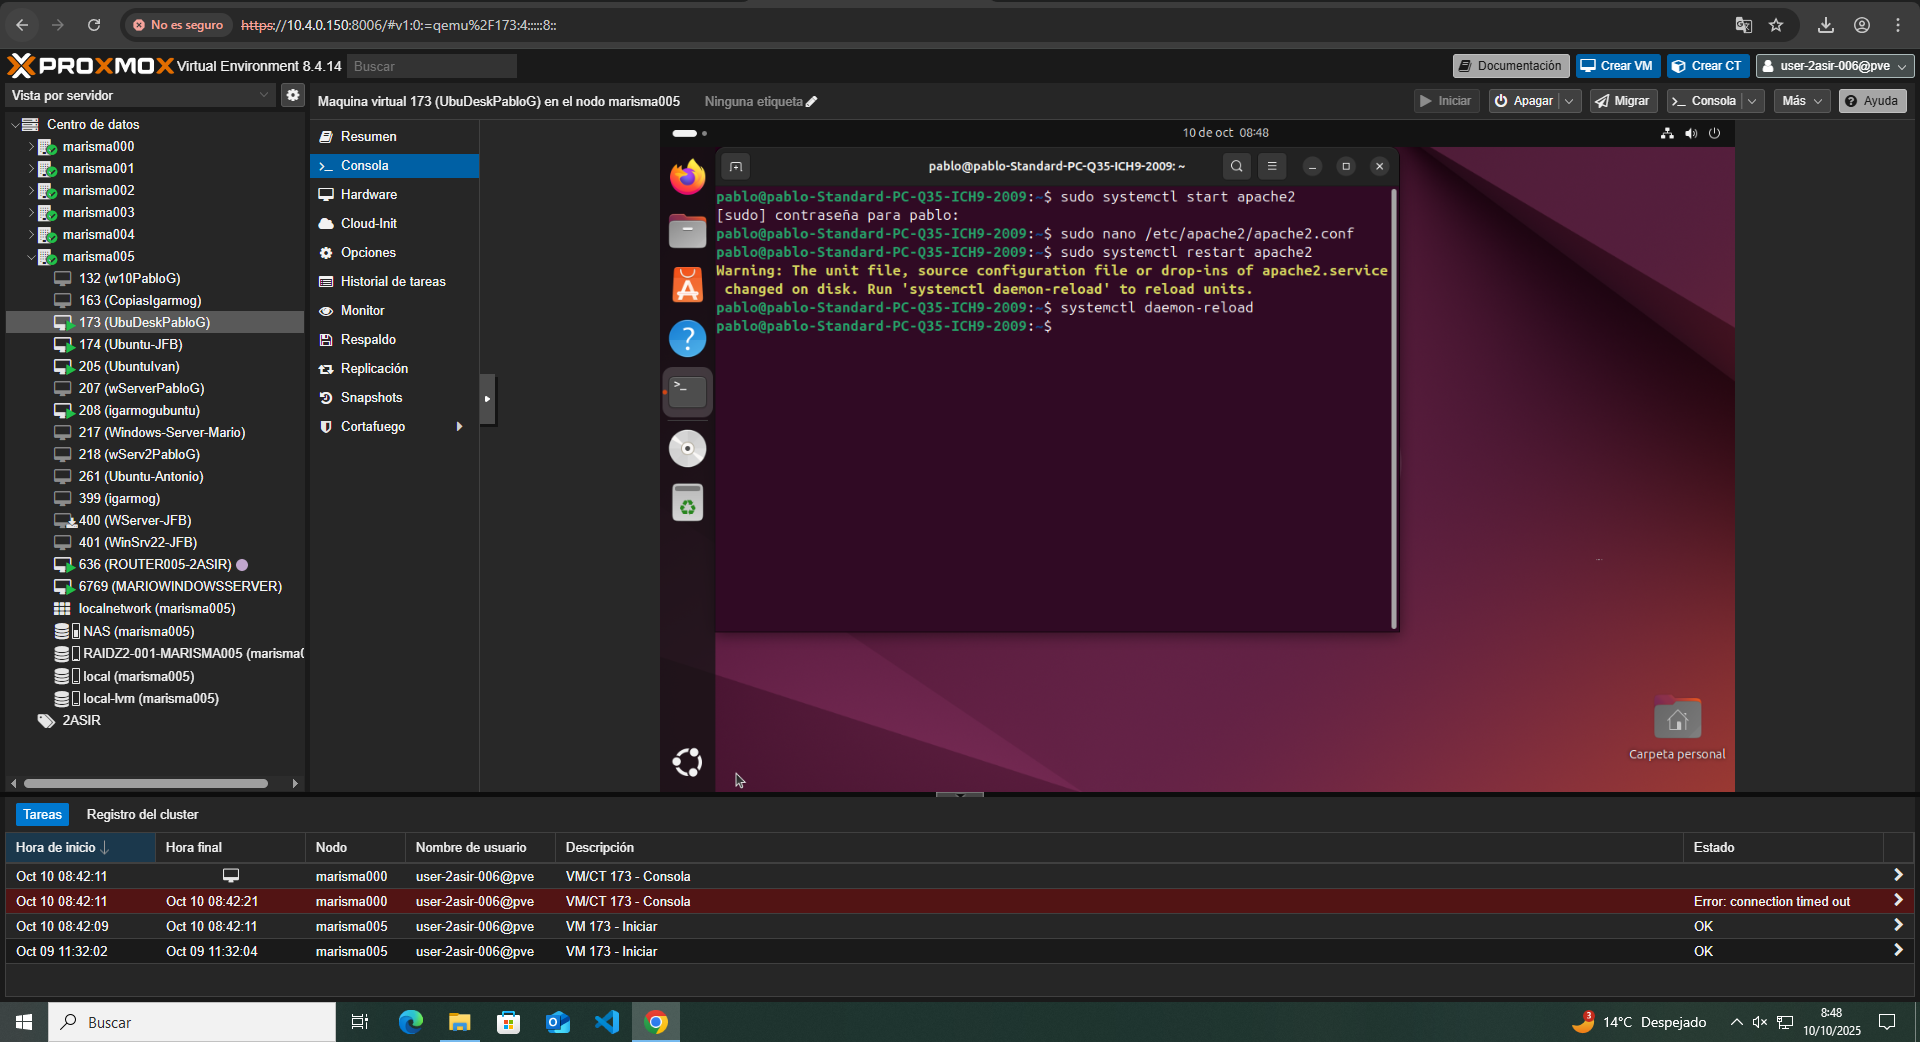 No es seguro
https://10.4.0.150:8006/#v1:0:=qemu%2F173:4:::::8::
PROXMOX Virtual Environment 8.4.14
Buscar
Documentación
Crear VM
Crear CT
user-2asir-006@pve
Vista por servidor
Maquina virtual 173 (UbuDeskPabloG) en el nodo marisma005
Ninguna etiqueta
Iniciar
Apagar
Migrar
Consola
Más
Ayuda
Centro de datos
marisma000
marisma001
marisma002
marisma003
marisma004
marisma005
132 (w10PabloG)
163 (CopiasIgarmog)
173 (UbuDeskPabloG)
174 (Ubuntu-JFB)
205 (UbuntuIvan)
207 (wServerPabloG)
208 (igarmogubuntu)
217 (Windows-Server-Mario)
218 (wServ2PabloG)
261 (Ubuntu-Antonio)
399 (igarmog)
400 (WServer-JFB)
401 (WinSrv22-JFB)
636 (ROUTER005-2ASIR)
6769 (MARIOWINDOWSSERVER)
localnetwork (marisma005)
NAS (marisma005)
RAIDZ2-001-MARISMA005 (marisma0
local (marisma005)
local-lvm (marisma005)
2ASIR
Resumen
Consola
Hardware
Cloud-Init
Opciones
Historial de tareas
Monitor
Respaldo
Replicación
Snapshots
Cortafuego
10 de oct 08:48
pablo@pablo-Standard-PC-Q35-ICH9-2009: ~
pablo@pablo-Standard-PC-Q35-ICH9-2009:~$ sudo systemctl start apache2
[sudo] contraseña para pablo:
pablo@pablo-Standard-PC-Q35-ICH9-2009:~$ sudo nano /etc/apache2/apache2.conf
pablo@pablo-Standard-PC-Q35-ICH9-2009:~$ sudo systemctl restart apache2
Warning: The unit file, source configuration file or drop-ins of apache2.service
changed on disk. Run 'systemctl daemon-reload' to reload units.
pablo@pablo-Standard-PC-Q35-ICH9-2009:~$ systemctl daemon-reload
pablo@pablo-Standard-PC-Q35-ICH9-2009:~$
Carpeta personal
Tareas
Registro del cluster
Hora de inicio Hora final Nodo Nombre de usuario Descripción Estado
Oct 10 08:42:11 marisma000 user-2asir-006@pve VM/CT 173 - Consola
Oct 10 08:42:11 Oct 10 08:42:21 marisma000 user-2asir-006@pve VM/CT 173 - Consola Error: connection timed out
Oct 10 08:42:09 Oct 10 08:42:11 marisma005 user-2asir-006@pve VM 173 - Iniciar OK
Oct 09 11:32:02 Oct 09 11:32:04 marisma005 user-2asir-006@pve VM 173 - Iniciar OK
Buscar
3
14°C Despejado
8:48
10/10/2025